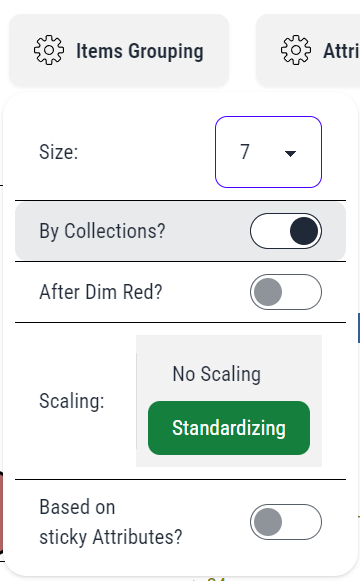 Items Grouping
Attri
Size:
7
By Collections?
After Dim Red?
No Scaling
Scaling:
Standardizing
Based on
sticky Attributes?